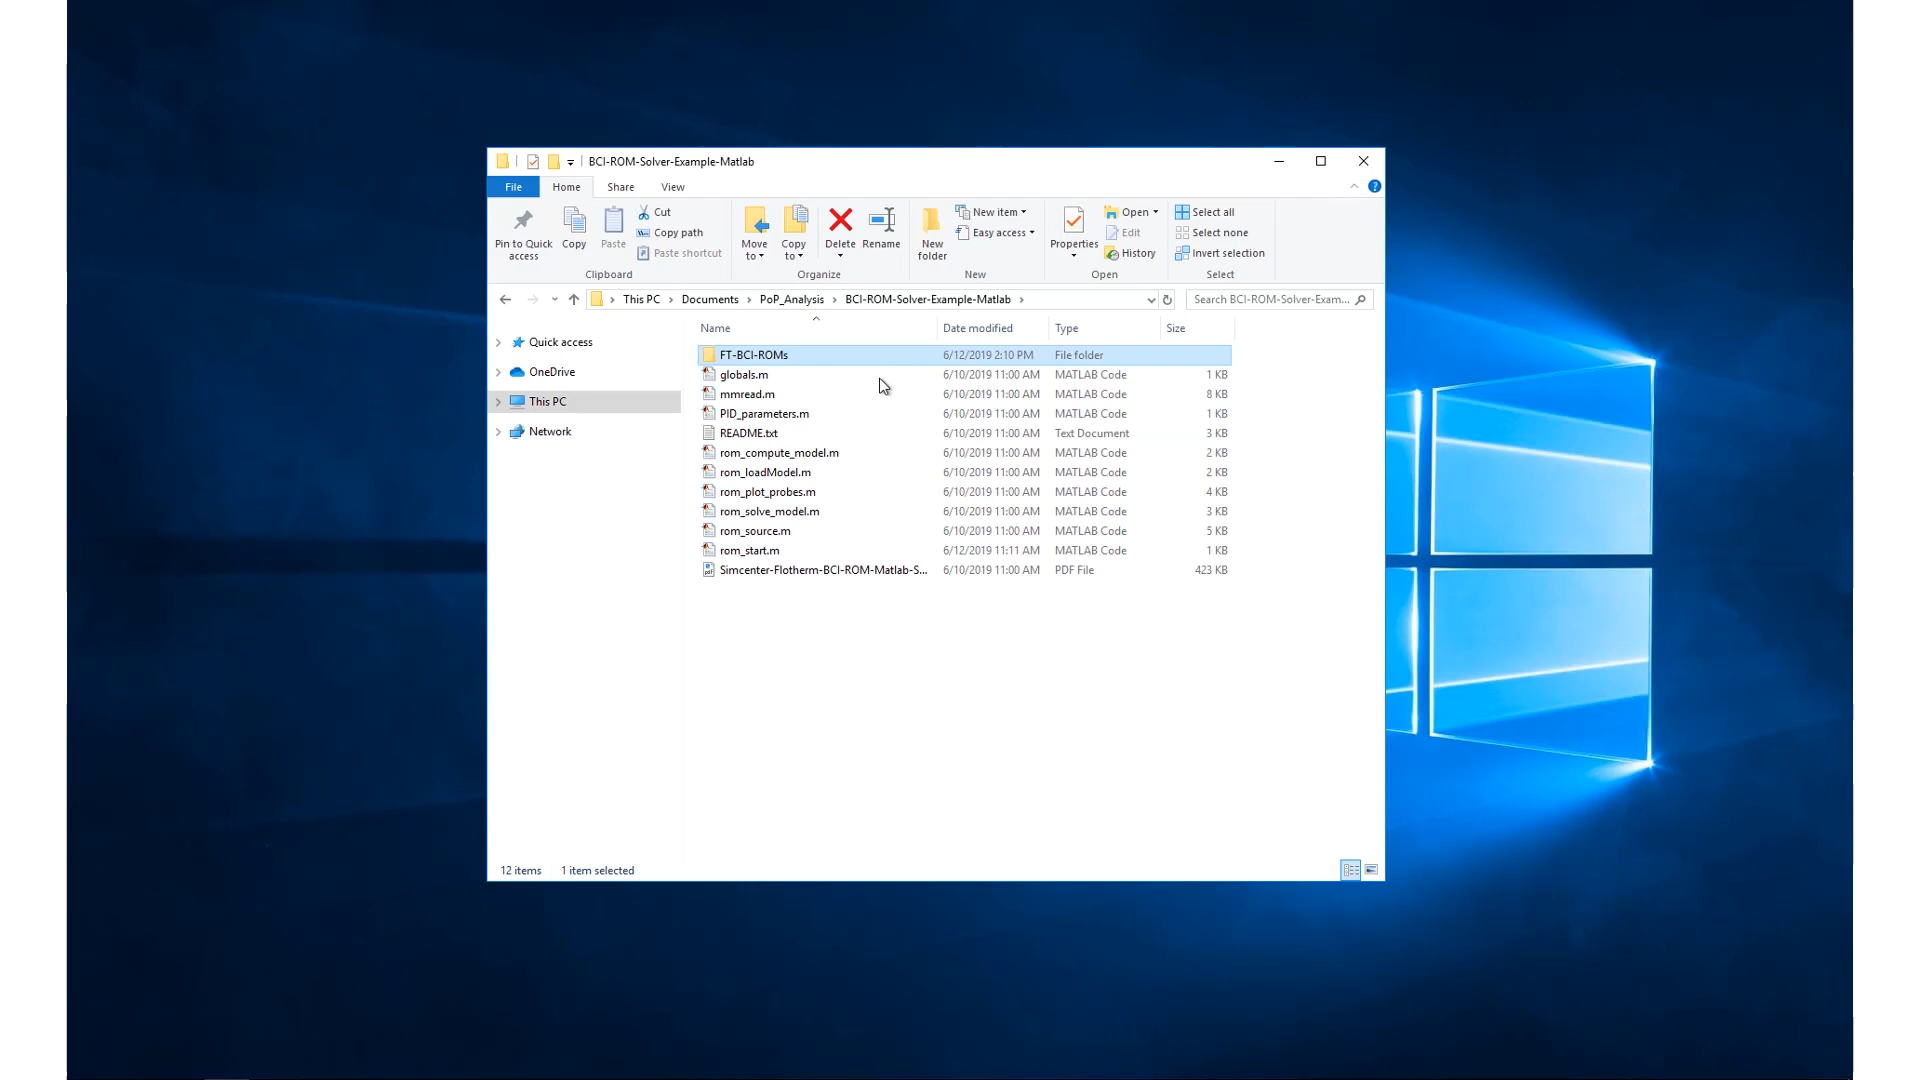 BCI-ROM-Solver-Example-Matlab
File Home Share View
Pin to Quick access
Copy
Paste
Cut
Copy path
Paste shortcut
Clipboard
Move to
Copy to
Delete
Rename
Organize
New folder
New item
Easy access
New
Properties
Open
Edit
History
Open
Select all
Select none
Invert selection
Select
This PC Documents PoP_Analysis BCI-ROM-Solver-Example-Matlab
Search BCI-ROM-Solver-Exam...
Quick access
OneDrive
This PC
Network
Name Date modified Type Size
FT-BCI-ROMs 6/12/2019 2:10 PM File folder
globals.m 6/10/2019 11:00 AM MATLAB Code 1 KB
mmread.m 6/10/2019 11:00 AM MATLAB Code 8 KB
PID_parameters.m 6/10/2019 11:00 AM MATLAB Code 1 KB
README.txt 6/10/2019 11:00 AM Text Document 3 KB
rom_compute_model.m 6/10/2019 11:00 AM MATLAB Code 2 KB
rom_loadModel.m 6/10/2019 11:00 AM MATLAB Code 2 KB
rom_plot_probes.m 6/10/2019 11:00 AM MATLAB Code 4 KB
rom_solve_model.m 6/10/2019 11:00 AM MATLAB Code 3 KB
rom_source.m 6/10/2019 11:00 AM MATLAB Code 5 KB
rom_start.m 6/12/2019 11:11 AM MATLAB Code 1 KB
Simcenter-Flotherm-BCI-ROM-Matlab-S... 6/10/2019 11:00 AM PDF File 423 KB
12 items 1 item selected